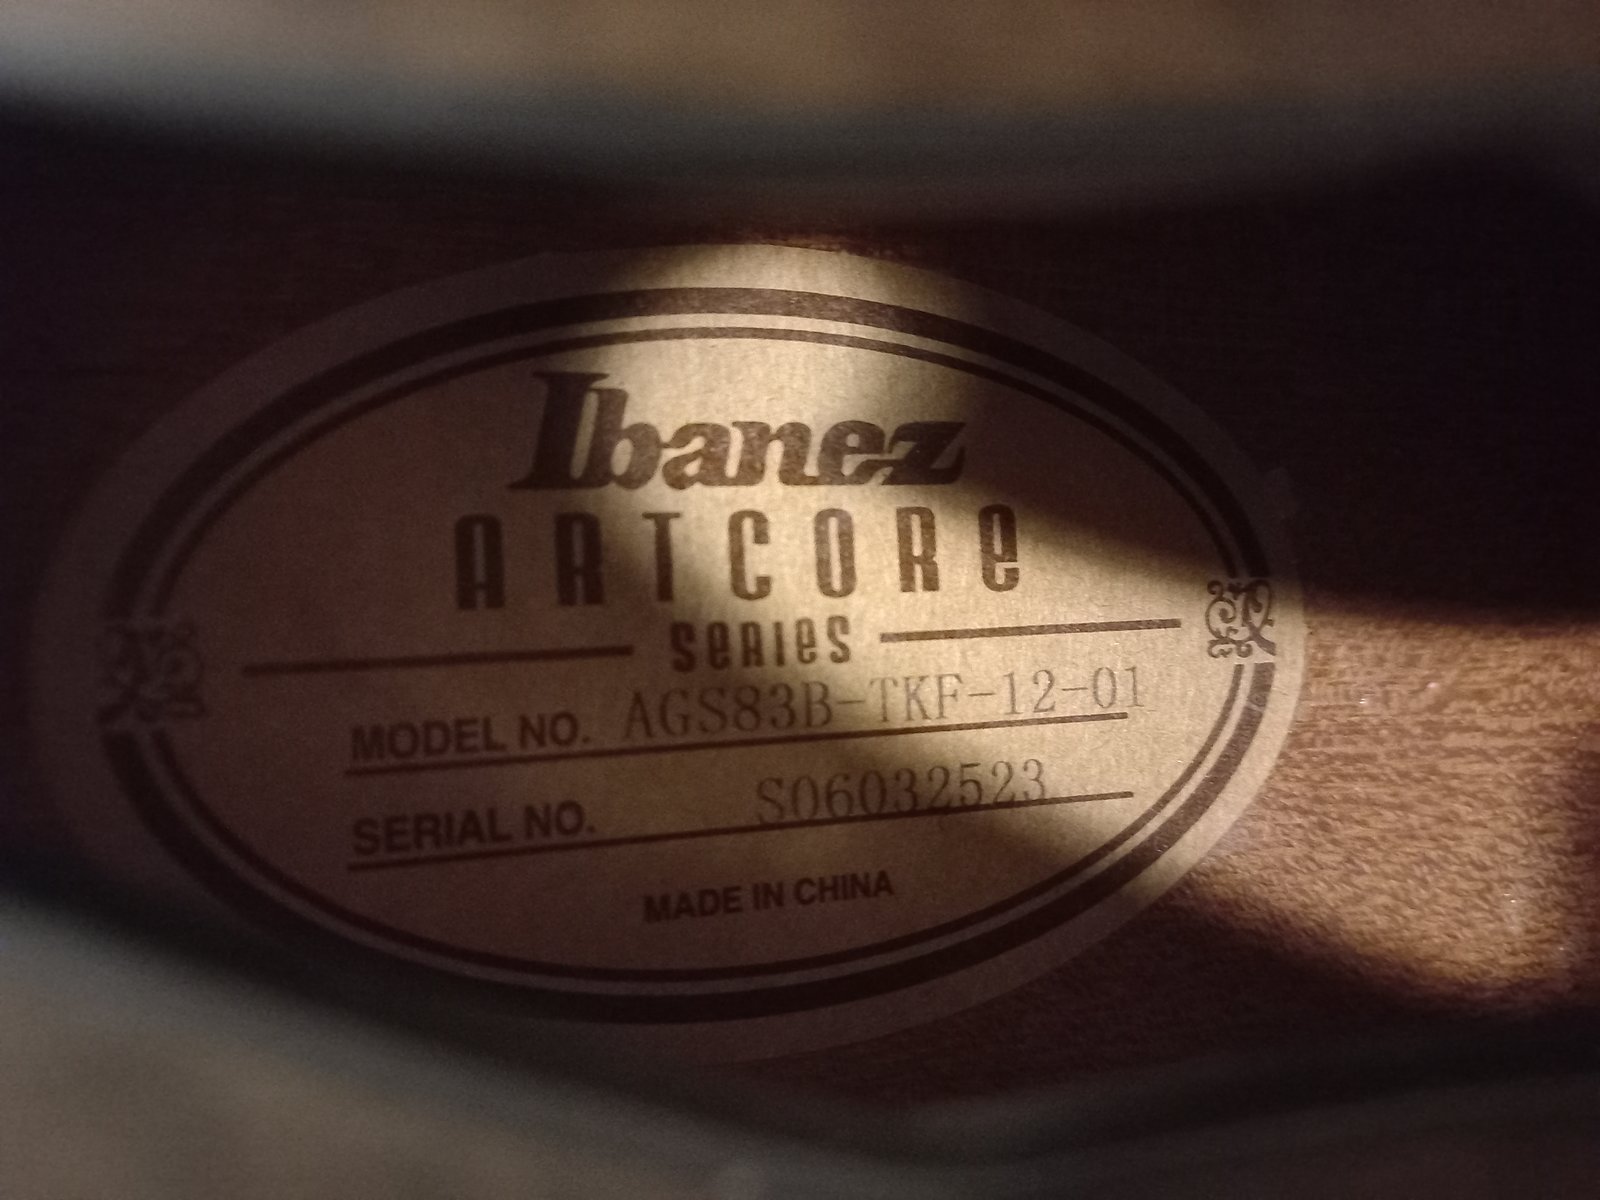 Ibanez
ARTCORE
SERIES
MODEL NO. AGS83B-TKF-12-01
SERIAL NO. S06032523
MADE IN CHINA